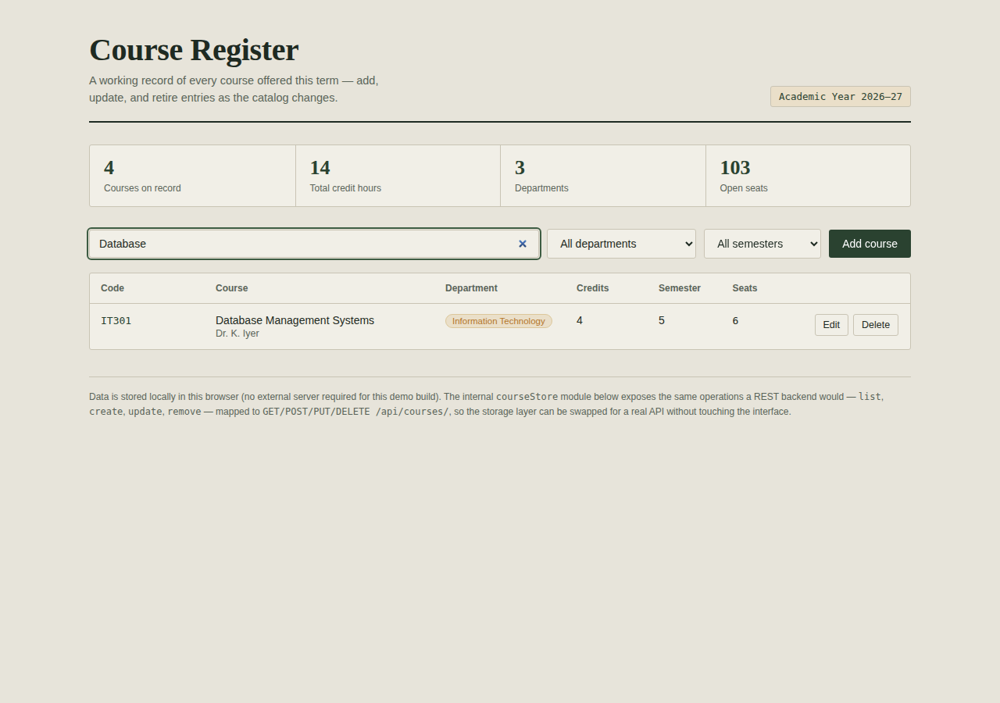 Course Register
A working record of every course offered this term — add,
update, and retire entries as the catalog changes.
Academic Year 2026–27
4
Courses on record
14
Total credit hours
3
Departments
103
Open seats
Database
All departments
All semesters
Add course
Code Course Department Credits Semester Seats
IT301 Database Management Systems Information Technology 4 5 6 Edit Delete
Dr. K. Iyer
Data is stored locally in this browser (no external server required for this demo build). The internal courseStore module below exposes the same operations a REST backend would — list,
create, update, remove — mapped to GET/POST/PUT/DELETE /api/courses/, so the storage layer can be swapped for a real API without touching the interface.